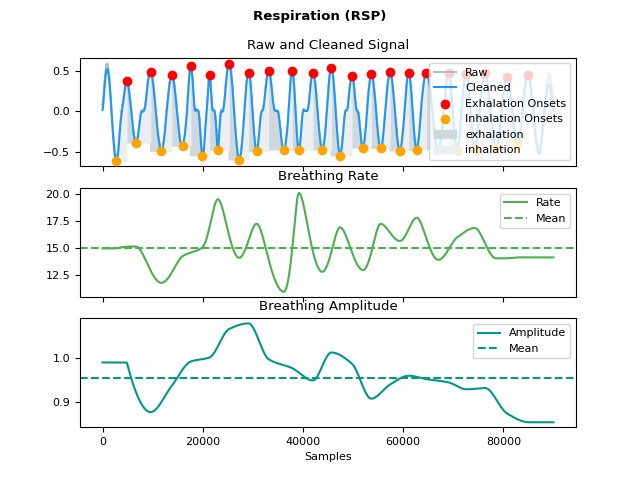 Respiration (RSP)
Raw and Cleaned Signal
0.5
0.0
−0.5
Raw
Cleaned
Exhalation Onsets
Inhalation Onsets
exhalation
inhalation
Breathing Rate
20.0
17.5
15.0
12.5
Rate
Mean
Breathing Amplitude
1.0
0.9
Amplitude
Mean
0
20000
40000
60000
80000
Samples